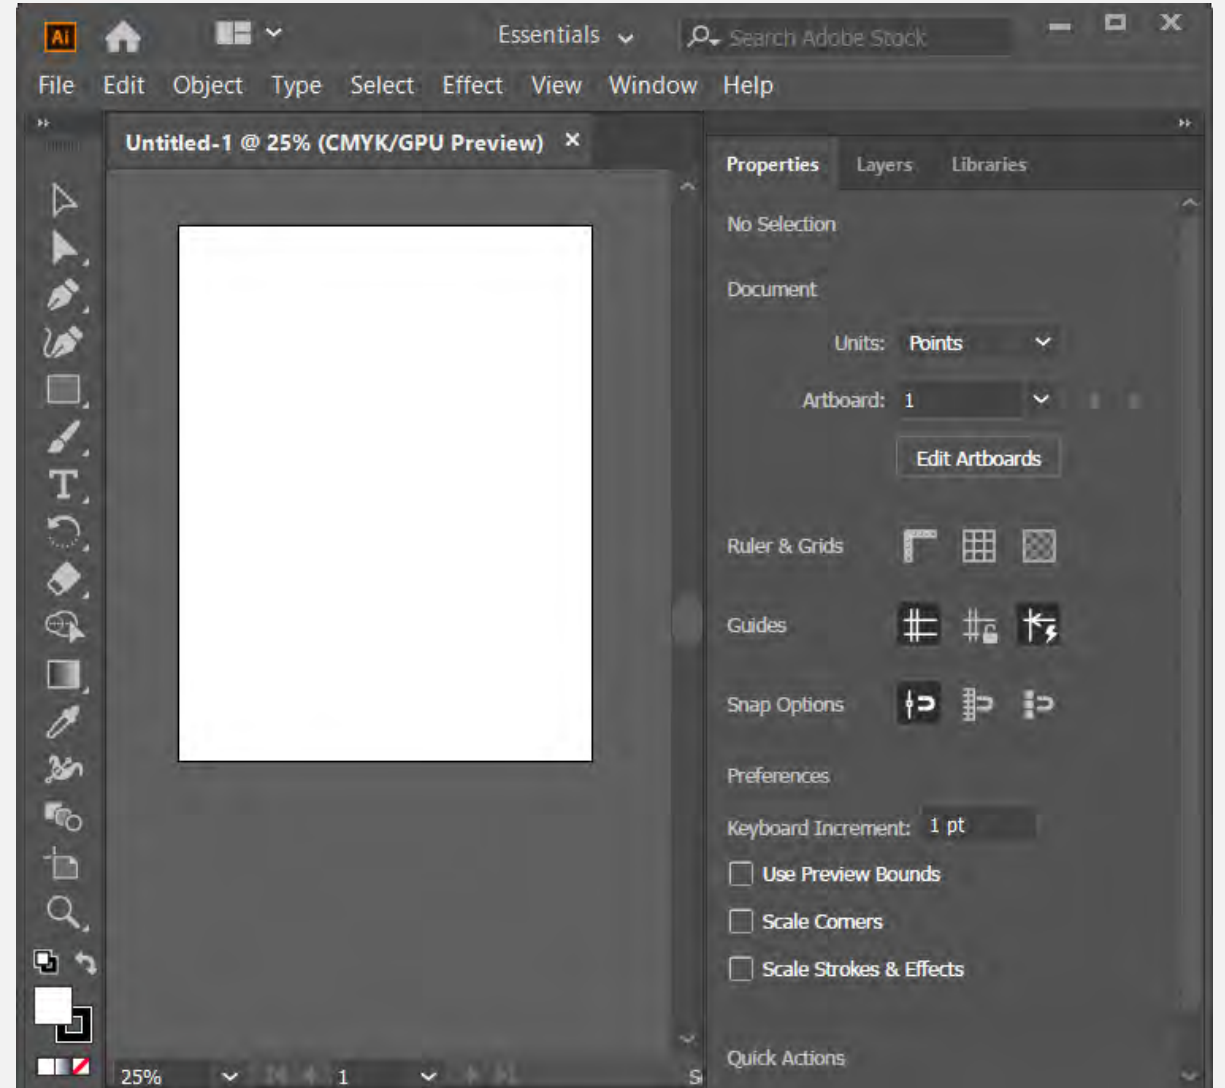 Ai Essentials Search Adobe Stock
File Edit Object Type Select Effect View Window Help
Untitled-1 @ 25% (CMYK/GPU Preview) ×
Properties Layers Libraries
No Selection
Document
Units: Points
Artboard: 1
Edit Artboards
Ruler & Grids
Guides
Snap Options
Preferences
Keyboard Increment: 1 pt
Use Preview Bounds
Scale Corners
Scale Strokes & Effects
Quick Actions
25% 1 S